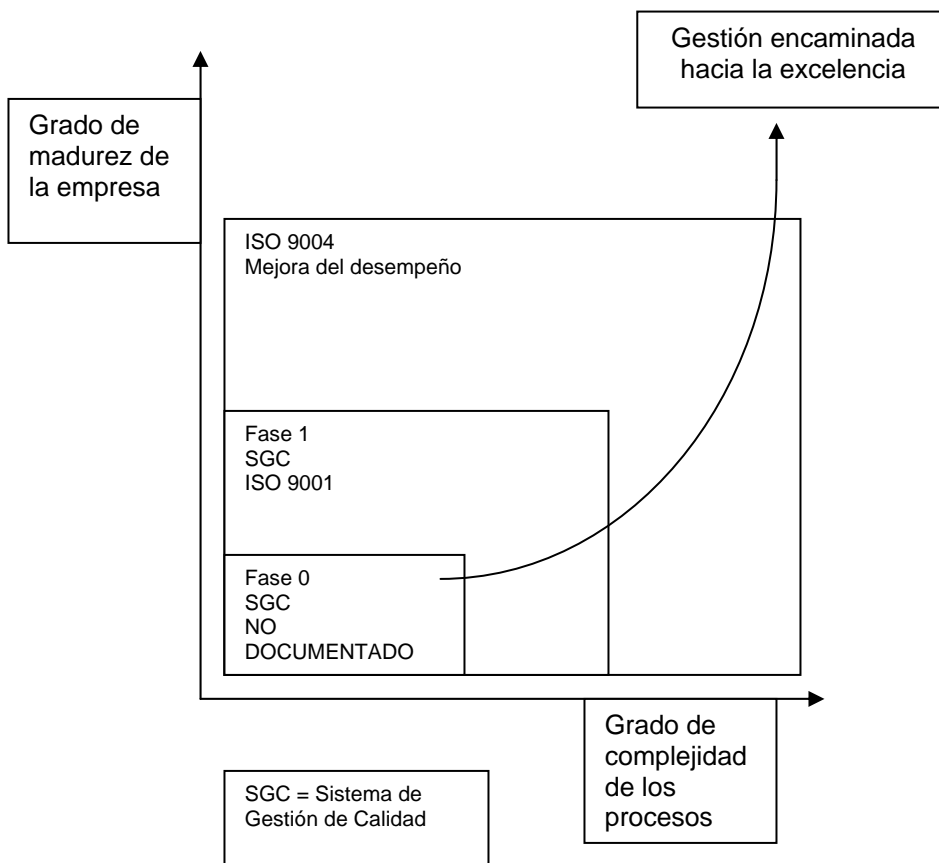 Gestión encaminada
hacia la excelencia
Grado de
madurez de
la empresa
ISO 9004
Mejora del desempeño
Fase 1
SGC
ISO 9001
Fase 0
SGC
NO
DOCUMENTADO
Grado de
complejidad
de los
procesos
SGC = Sistema de
Gestión de Calidad